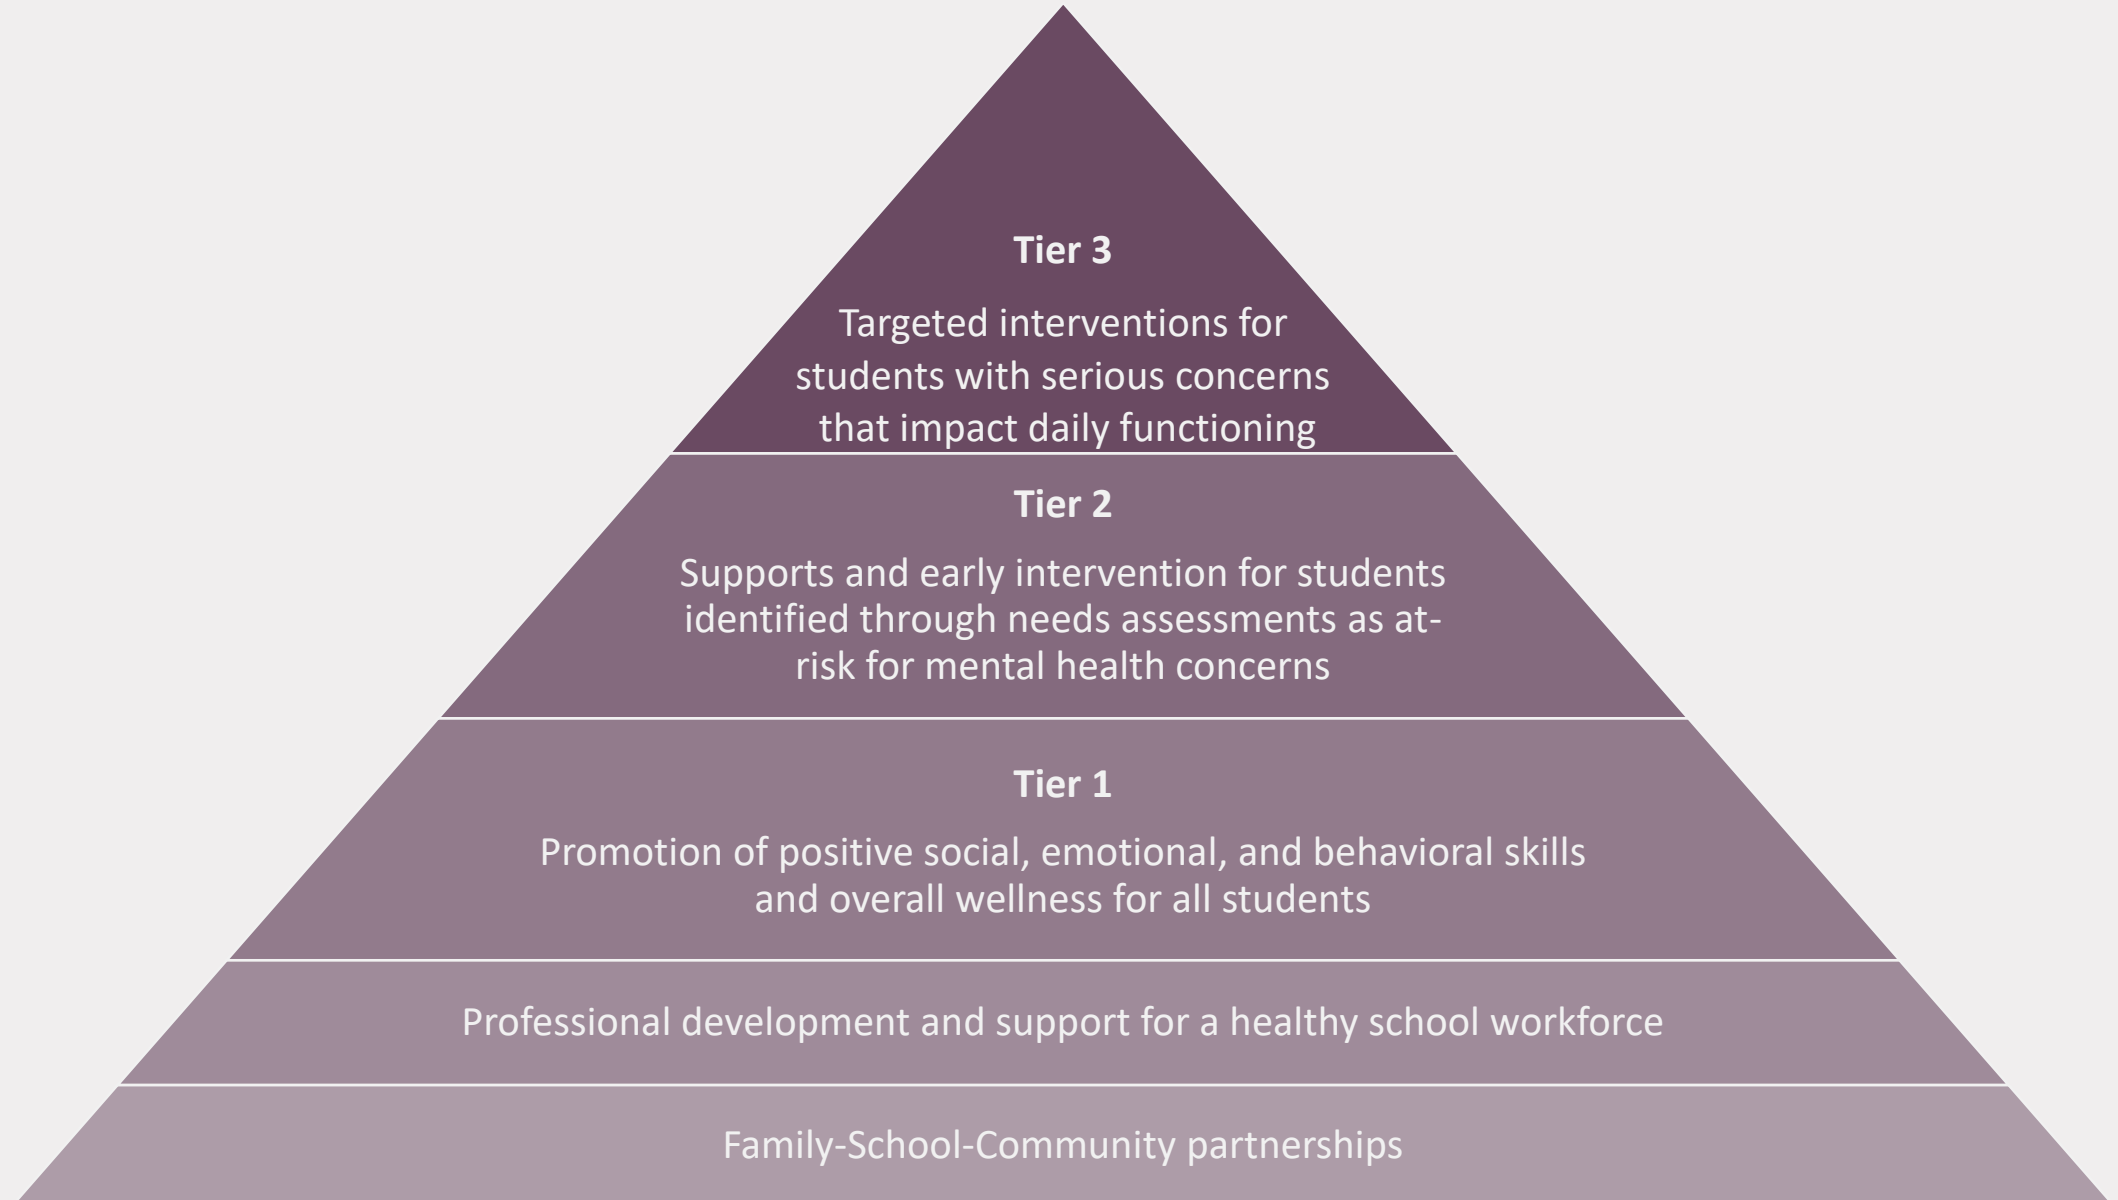 Tier 3
Targeted interventions for
students with serious concerns
that impact daily functioning
Tier 2
Supports and early intervention for students
identified through needs assessments as at-
risk for mental health concerns
Tier 1
Promotion of positive social, emotional, and behavioral skills
and overall wellness for all students
Professional development and support for a healthy school workforce
Family-School-Community partnerships